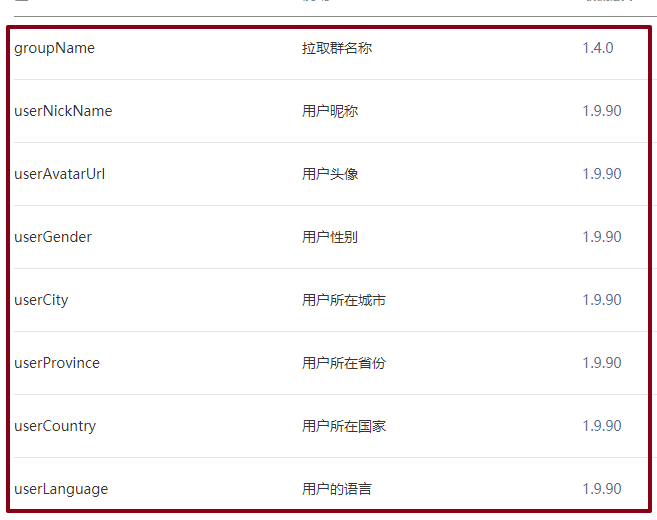 groupName 拉取群名称 1.4.0
userNickName 用户昵称 1.9.90
userAvatarUrl 用户头像 1.9.90
userGender 用户性别 1.9.90
userCity 用户所在城市 1.9.90
userProvince 用户所在省份 1.9.90
userCountry 用户所在国家 1.9.90
userLanguage 用户的语言 1.9.90